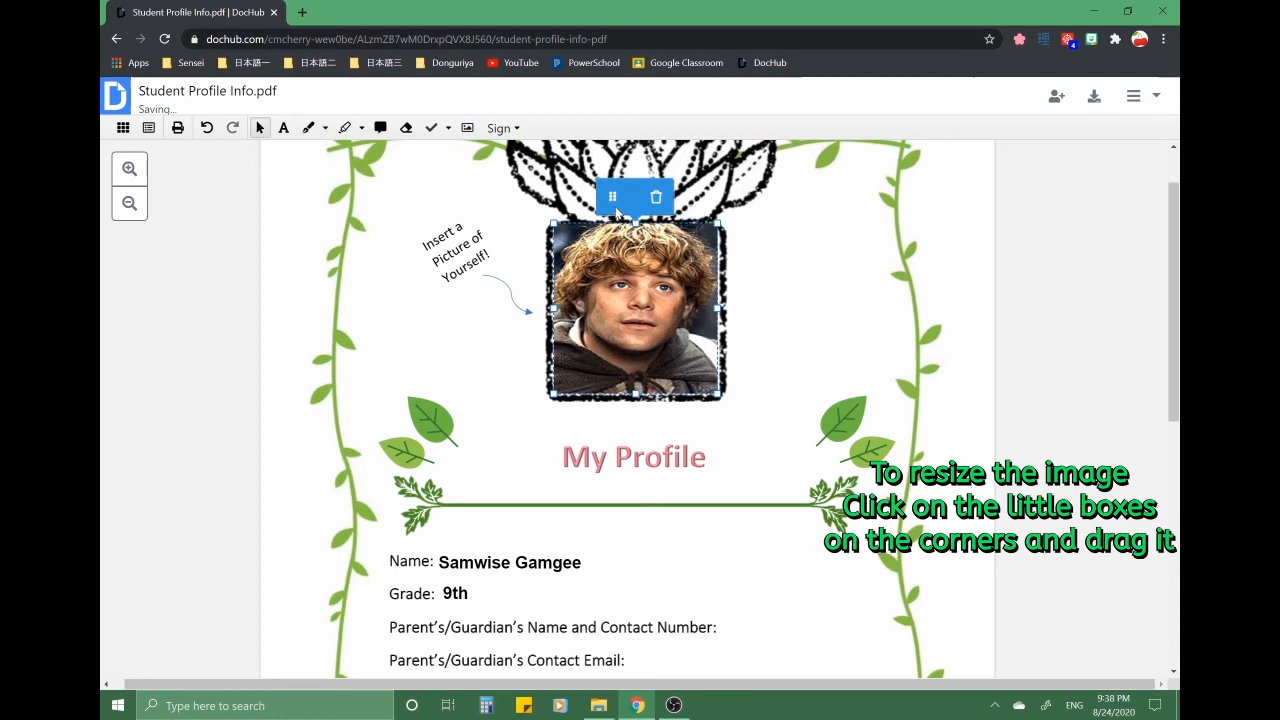 Student Profile Info.pdf | DocHub
dochub.com/cmcherry-wew0be/ALzmZB7wM0DrxpQVX8J560/student-profile-info-pdf
4
Apps Sensei 日本語一 日本語二 日本語三 Donguriya YouTube PowerSchool Google Classroom DocHub
Student Profile Info.pdf
Saving...
A Sign
Insert a
Picture of
Yourself!
My Profile
To resize the image
Click on the little boxes
on the corners and drag it
Name: Samwise Gamgee
Grade: 9th
Parent's/Guardian's Name and Contact Number:
Parent's/Guardian's Contact Email:
Type here to search
ENG
9:38 PM
8/24/2020